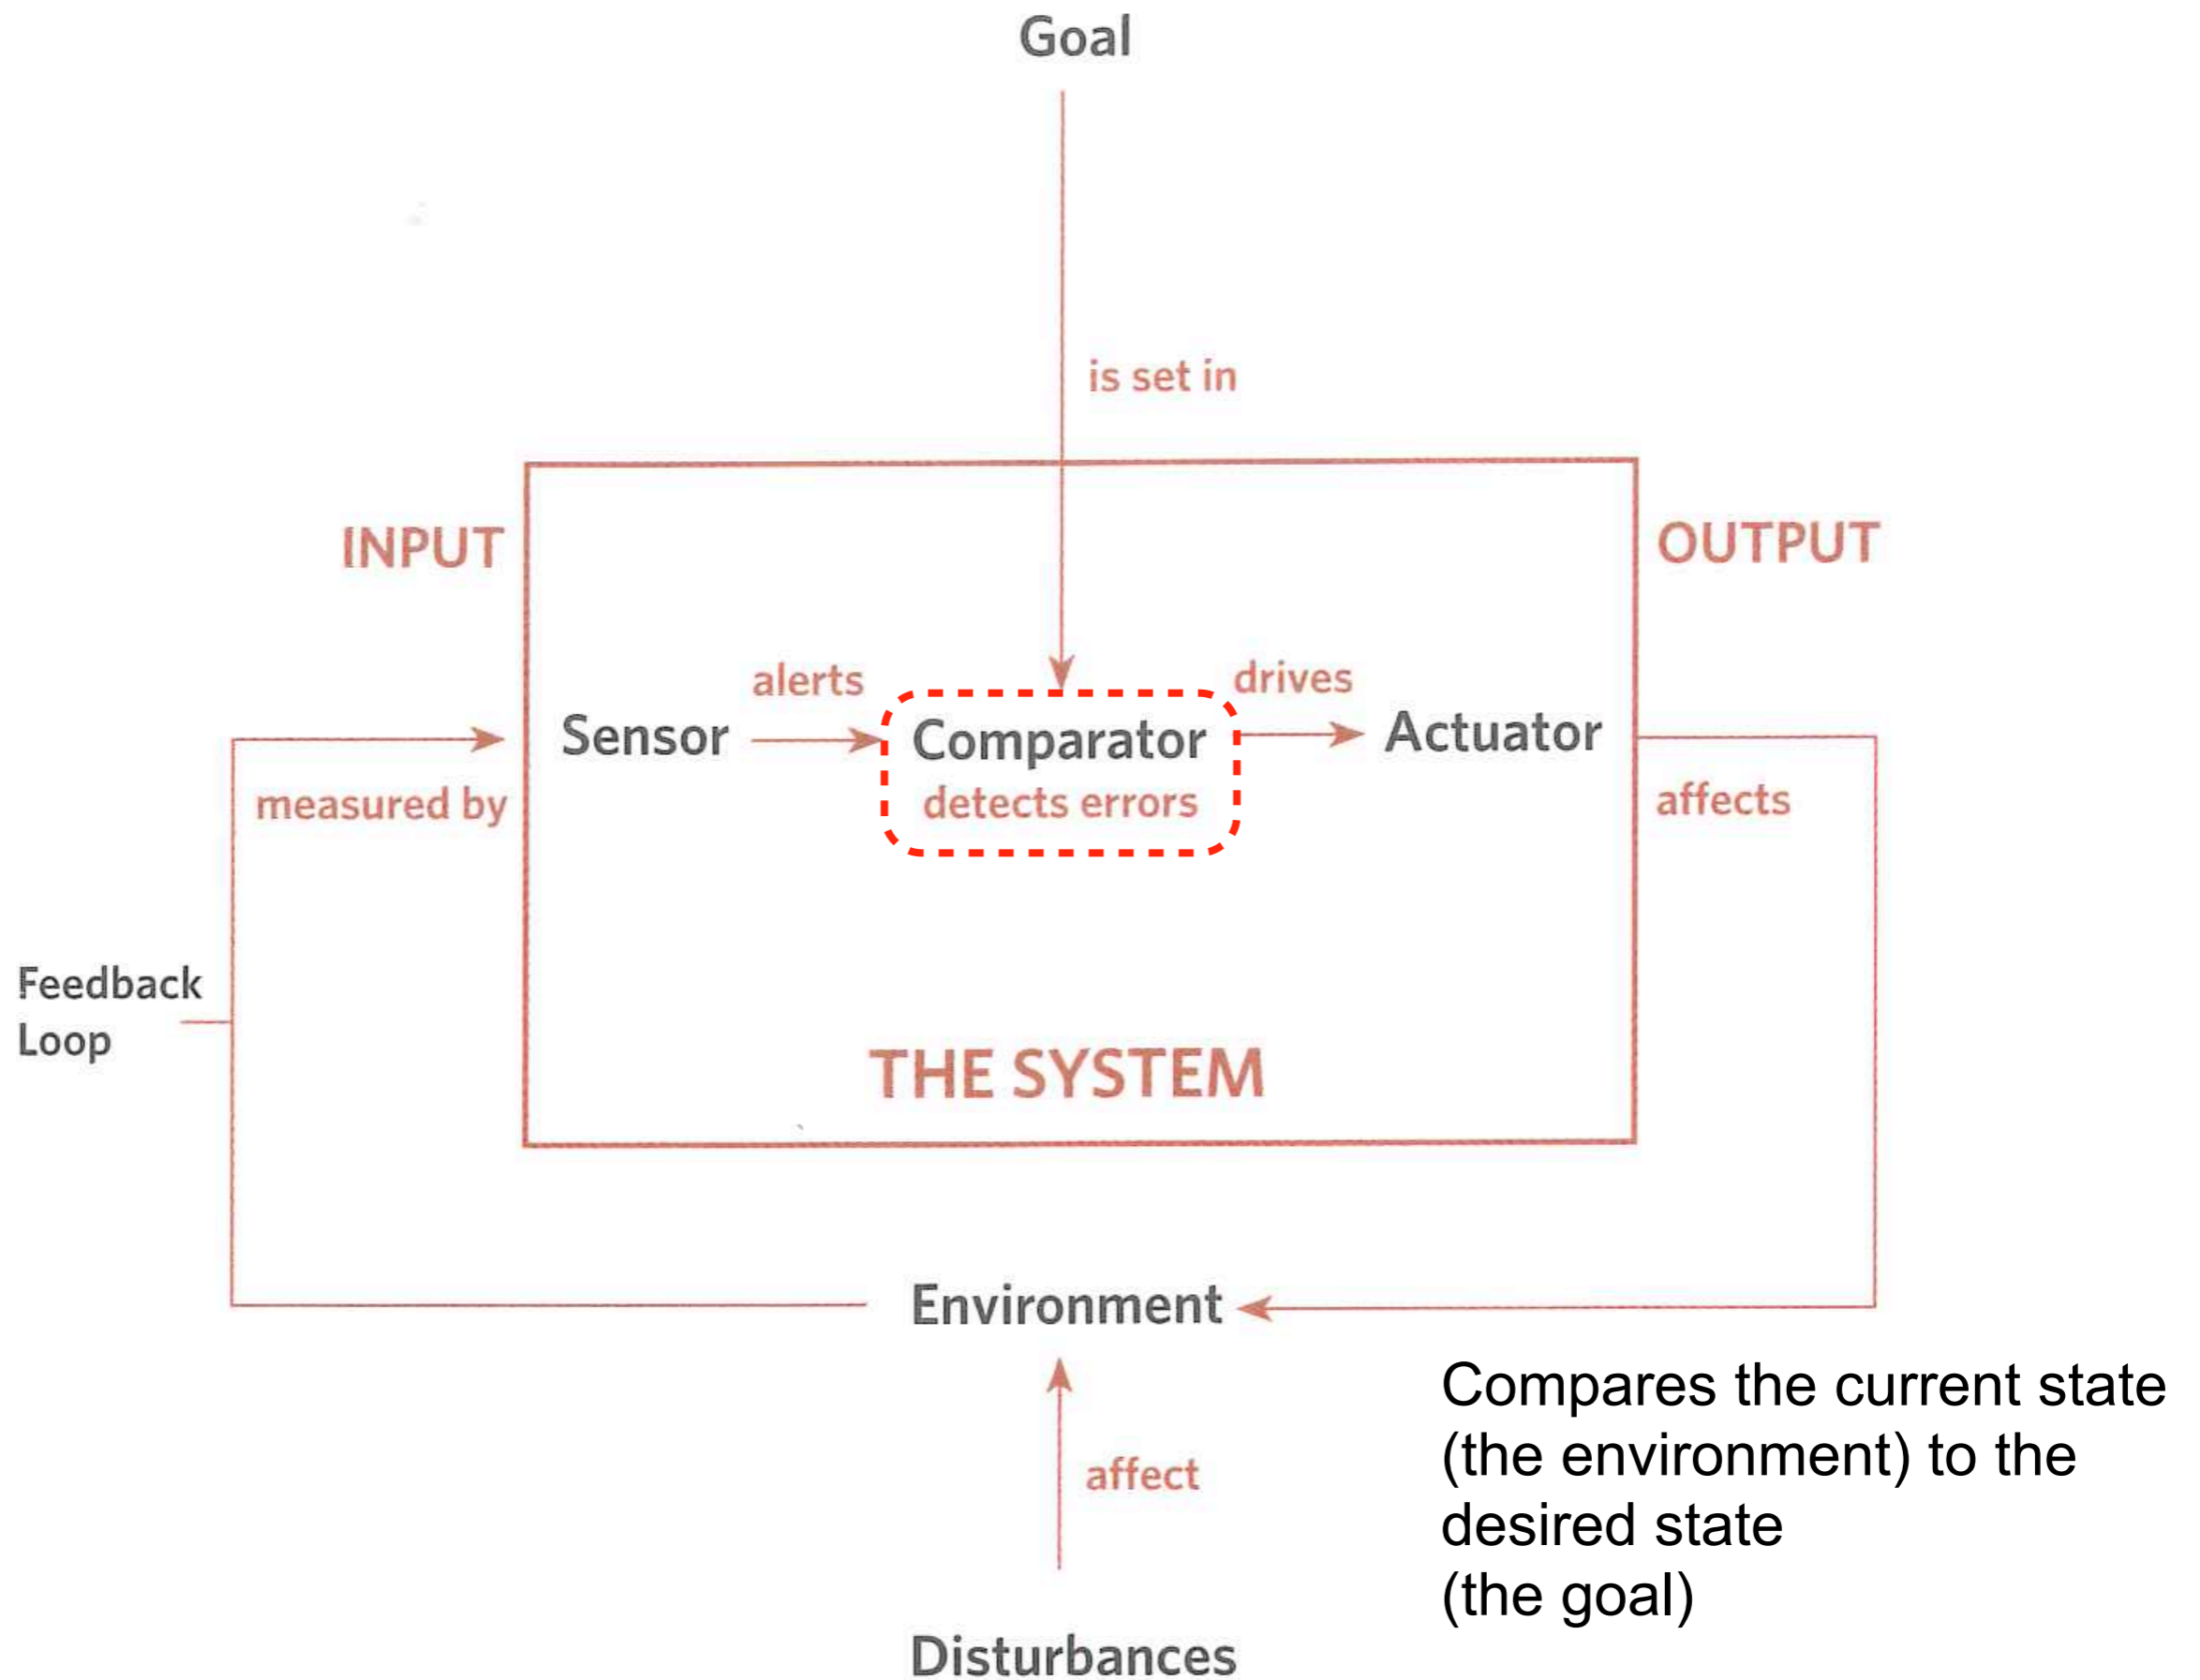 Goal
is set in
INPUT
OUTPUT
alerts
drives
Sensor
Comparator
Actuator
detects errors
measured by
affects
Feedback
Loop
THE SYSTEM
Environment
affect
Disturbances
Compares the current state
(the environment) to the
desired state
(the goal)